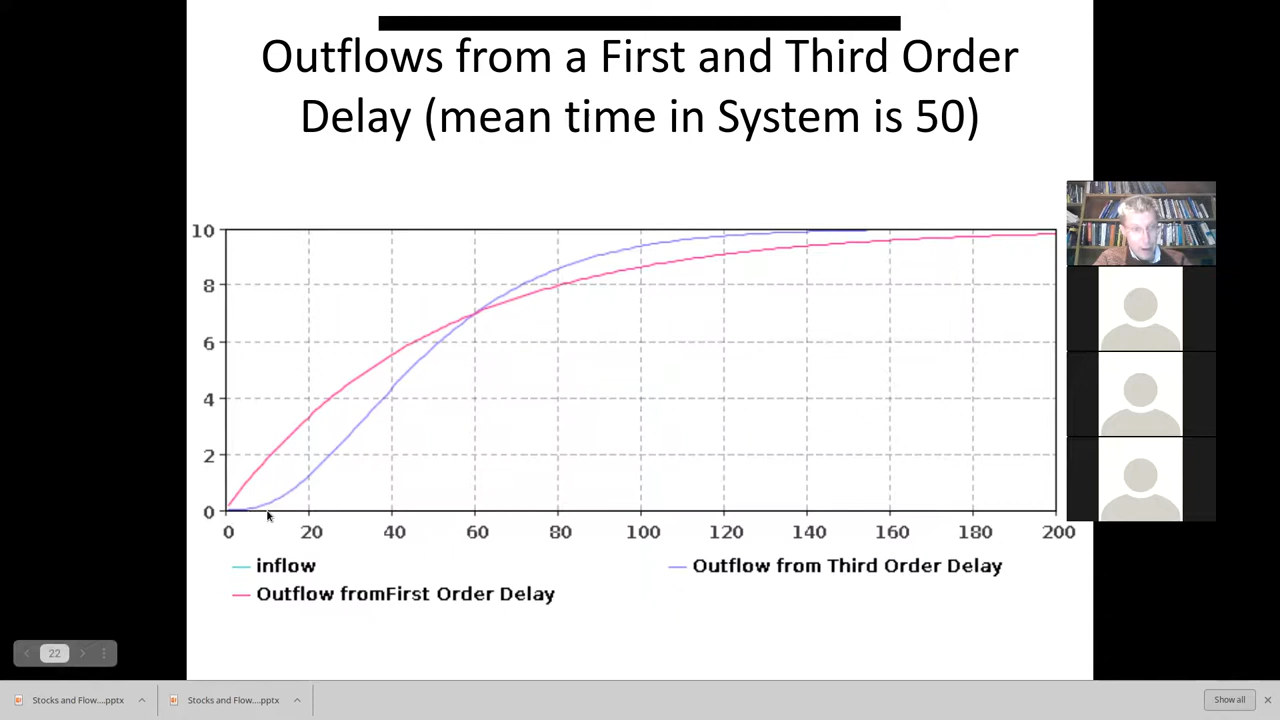 Outflows from a First and Third Order
Delay (mean time in System is 50)
10
8
6
4
2
0
0 20 40 60 80 100 120 140 160 180 200
inflow
Outflow from Third Order Delay
Outflow fromFirst Order Delay
22
Stocks and Flow....pptx
Stocks and Flow....pptx
Show all